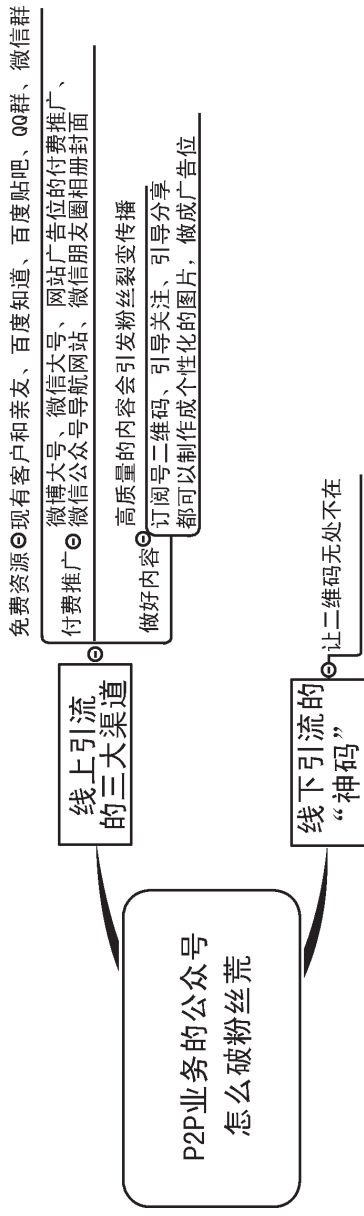 P2P业务的公众号
怎么破粉丝荒
线上引流
的三大渠道
免费资源
现有客户和亲友、百度知道、百度贴吧、QQ群、微信群
付费推广
微博大号、微信大号、网站广告位的付费推广、
微信公众号导航网站、微信朋友圈相册封面
做好内容
高质量的内容会引发粉丝裂变传播
订阅号二维码、引导关注、引导分享
都可以制作成个性化的图片，做成广告位
线下引流的
“神码”
让二维码无处不在